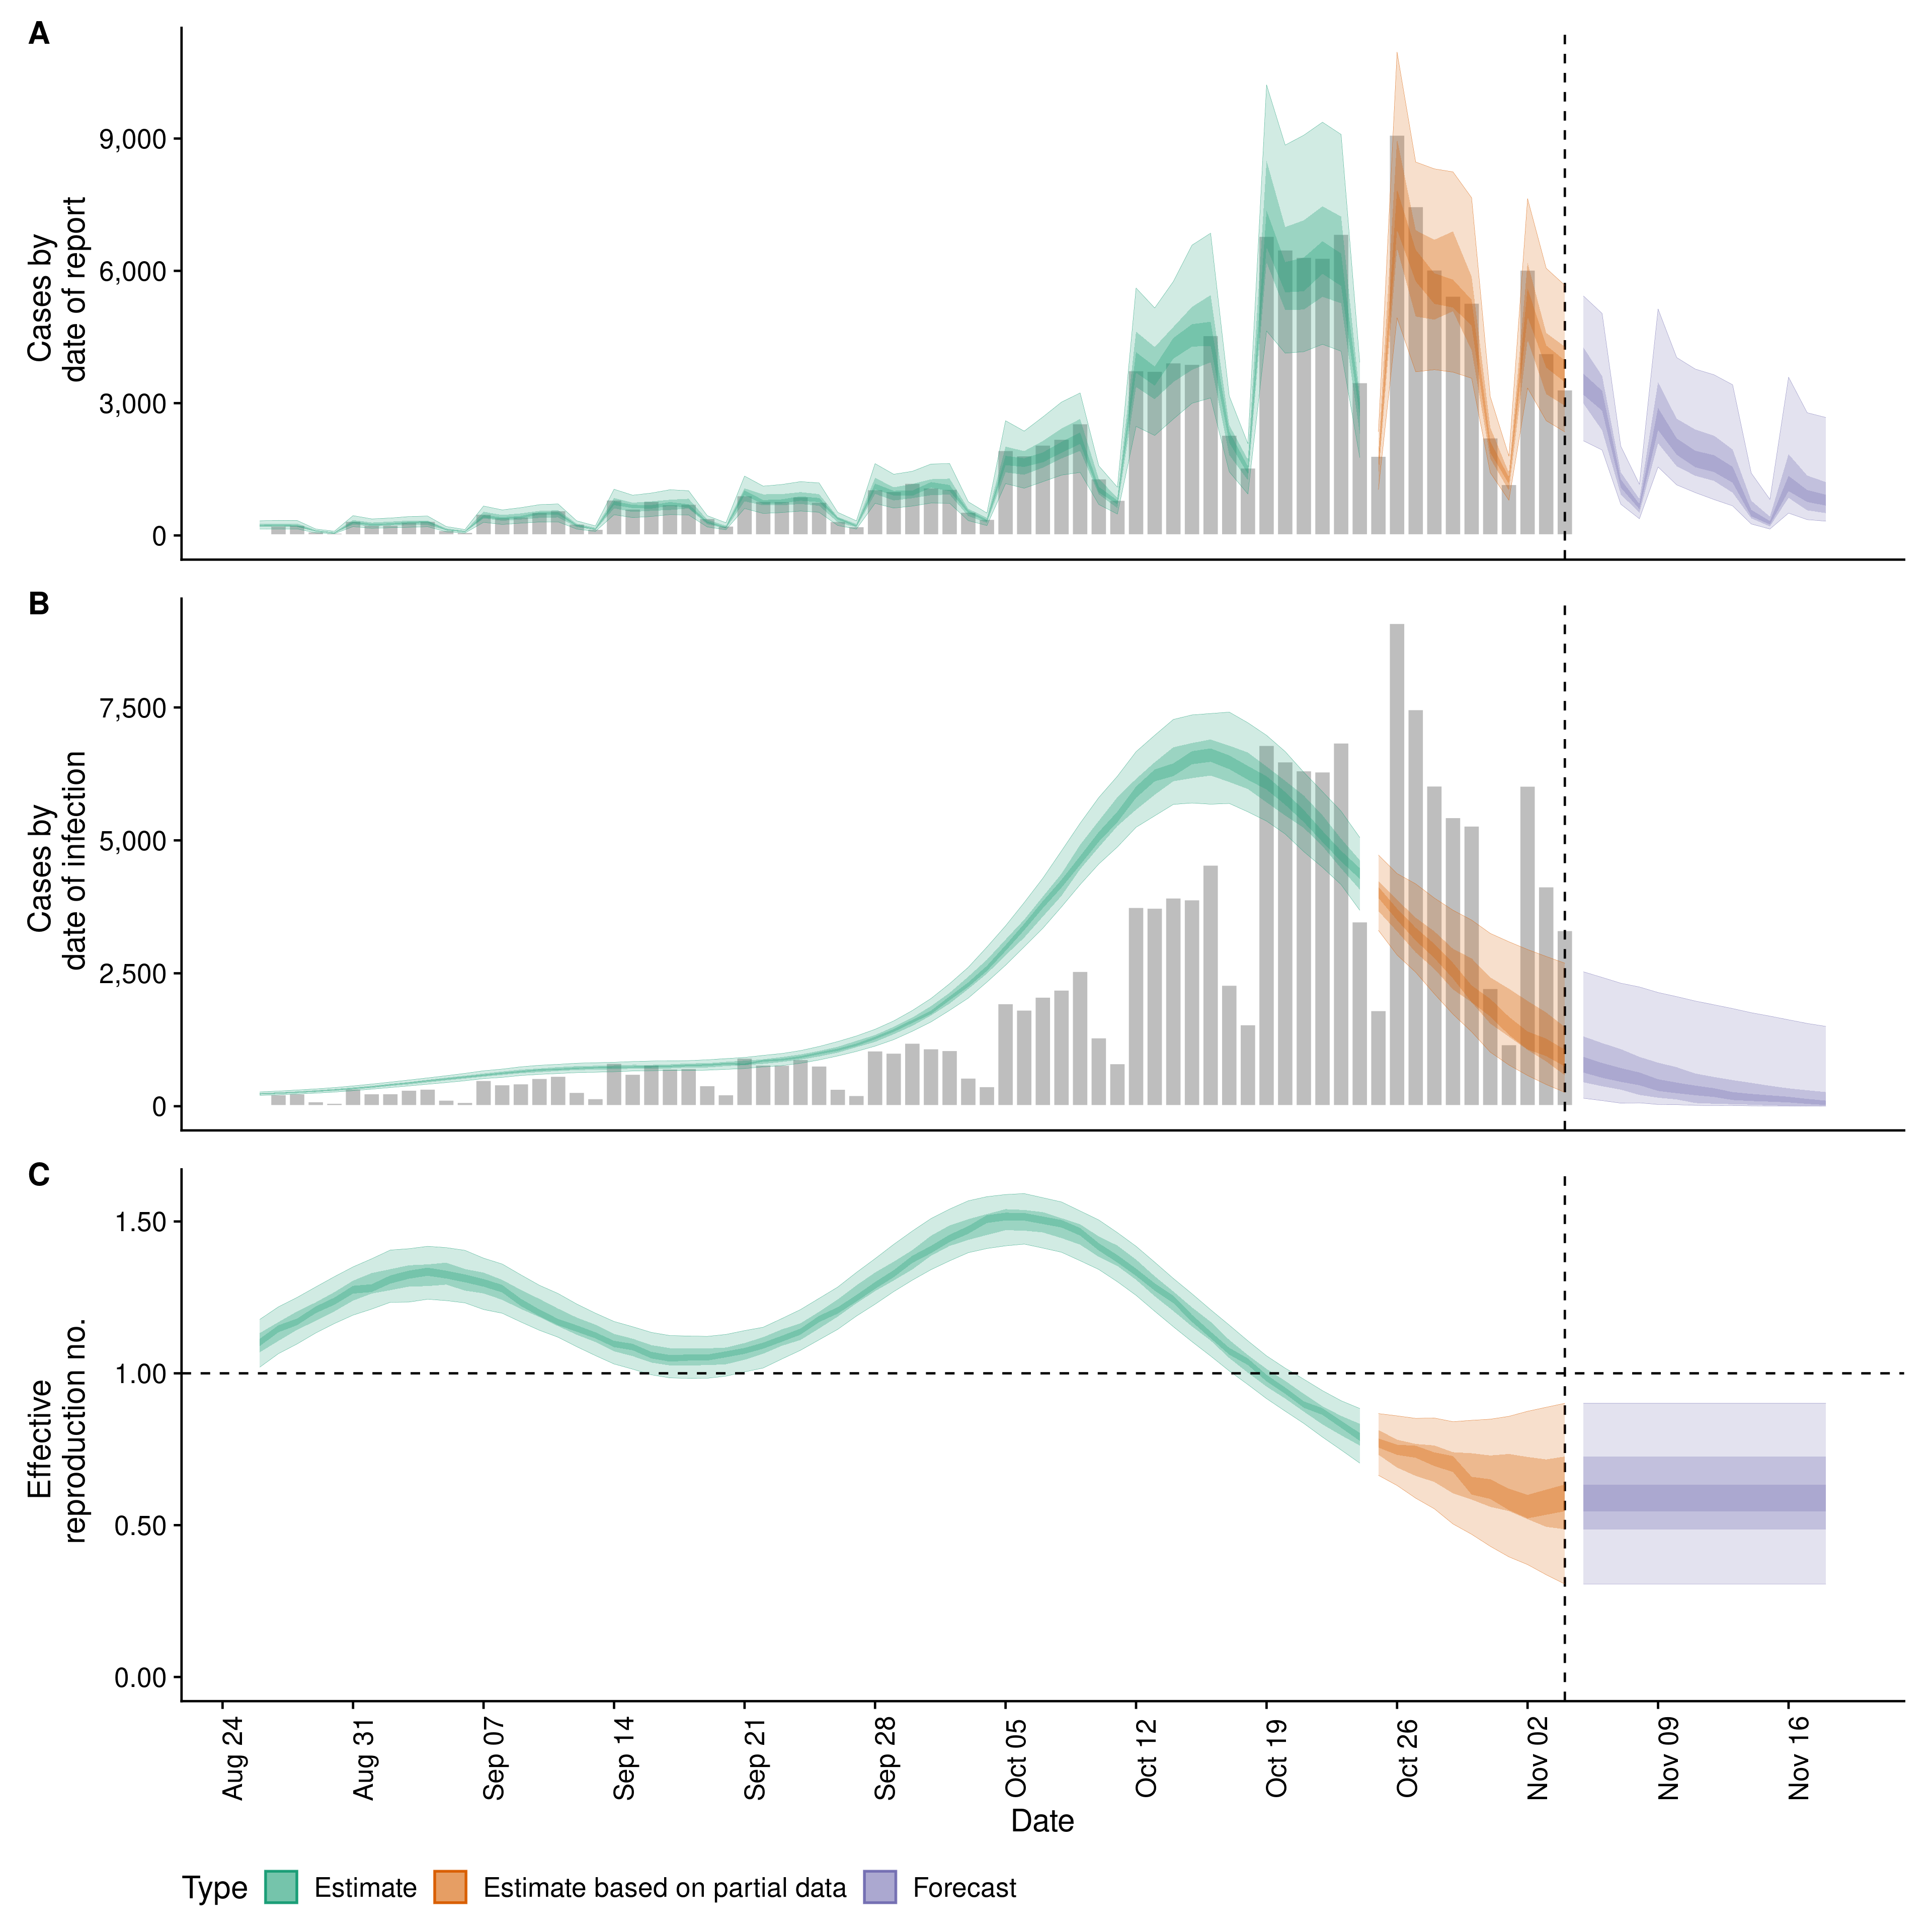 A
9,000
6,000
3,000
0
Cases by
date of report
B
7,500
5,000
2,500
0
Cases by
date of infection
C
1.50
1.00
0.50
0.00
Effective
reproduction no.
Aug 24
Aug 31
Sep 07
Sep 14
Sep 21
Sep 28
Oct 05
Oct 12
Oct 19
Oct 26
Nov 02
Nov 09
Nov 16
Date
Type Estimate Estimate based on partial data Forecast